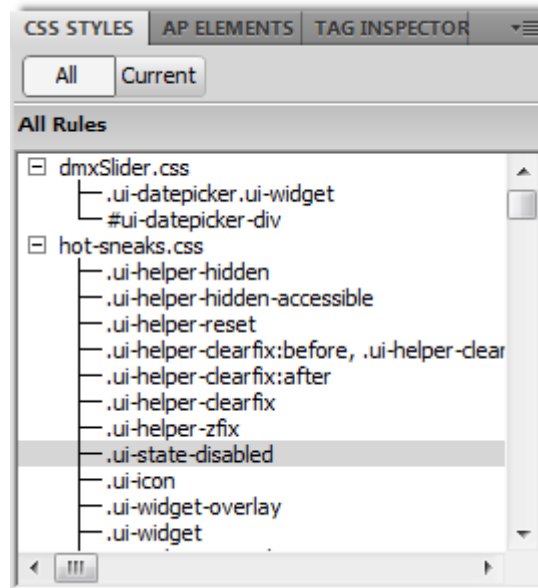 CSS STYLES AP ELEMENTS TAG INSPECTOR
All Current
All Rules
dmxSlider.css
.ui-datepicker.ui-widget
#ui-datepicker-div
hot-sneaks.css
.ui-helper-hidden
.ui-helper-hidden-accessible
.ui-helper-reset
.ui-helper-clearfix:before, .ui-helper-clear
.ui-helper-clearfix:after
.ui-helper-clearfix
.ui-helper-zfix
.ui-state-disabled
.ui-icon
.ui-widget-overlay
.ui-widget